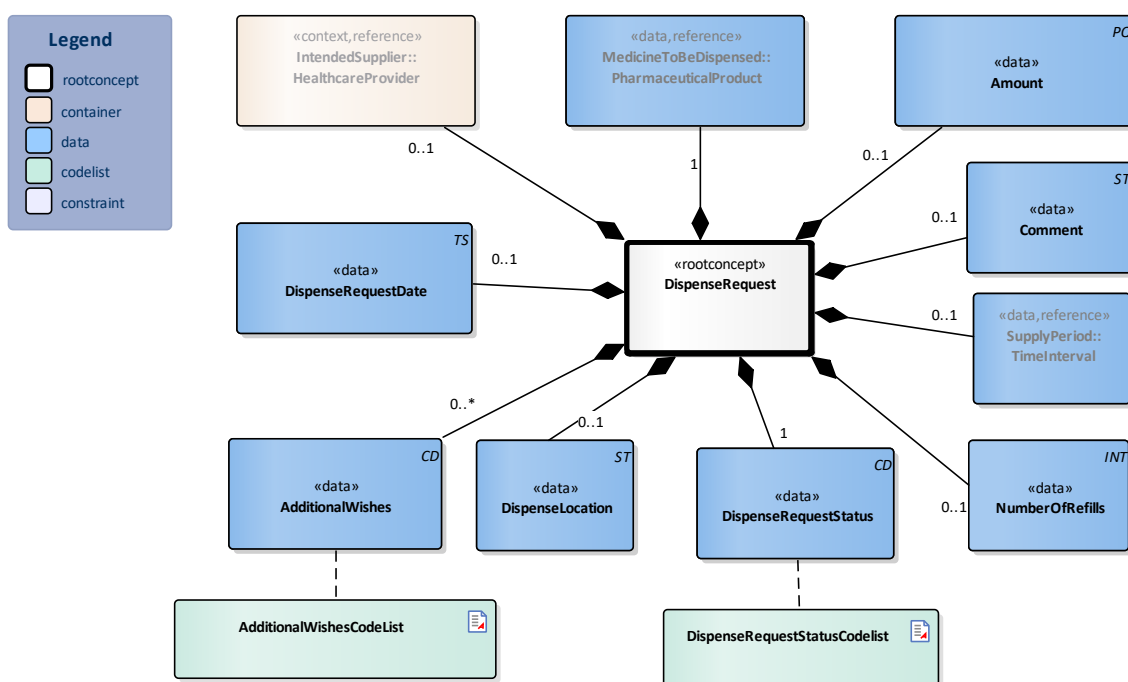 Legend
rootconcept
container
data
codelist
constraint
«context,reference»
IntendedSupplier::
HealthcareProvider
0..1
«data,reference»
MedicineToBeDispensed::
PharmaceuticalProduct
1
«data»
Amount
0..1
ST
«data»
Comment
0..1
TS
«data»
DispenseRequestDate
0..1
«rootconcept»
DispenseRequest
«data,reference»
SupplyPeriod::
TimeInterval
0..1
0..*
CD
«data»
AdditionalWishes
0..1
ST
«data»
DispenseLocation
1
CD
«data»
DispenseRequestStatus
INT
«data»
NumberOfRefills
0..1
AdditionalWishesCodeList
DispenseRequestStatusCodelist